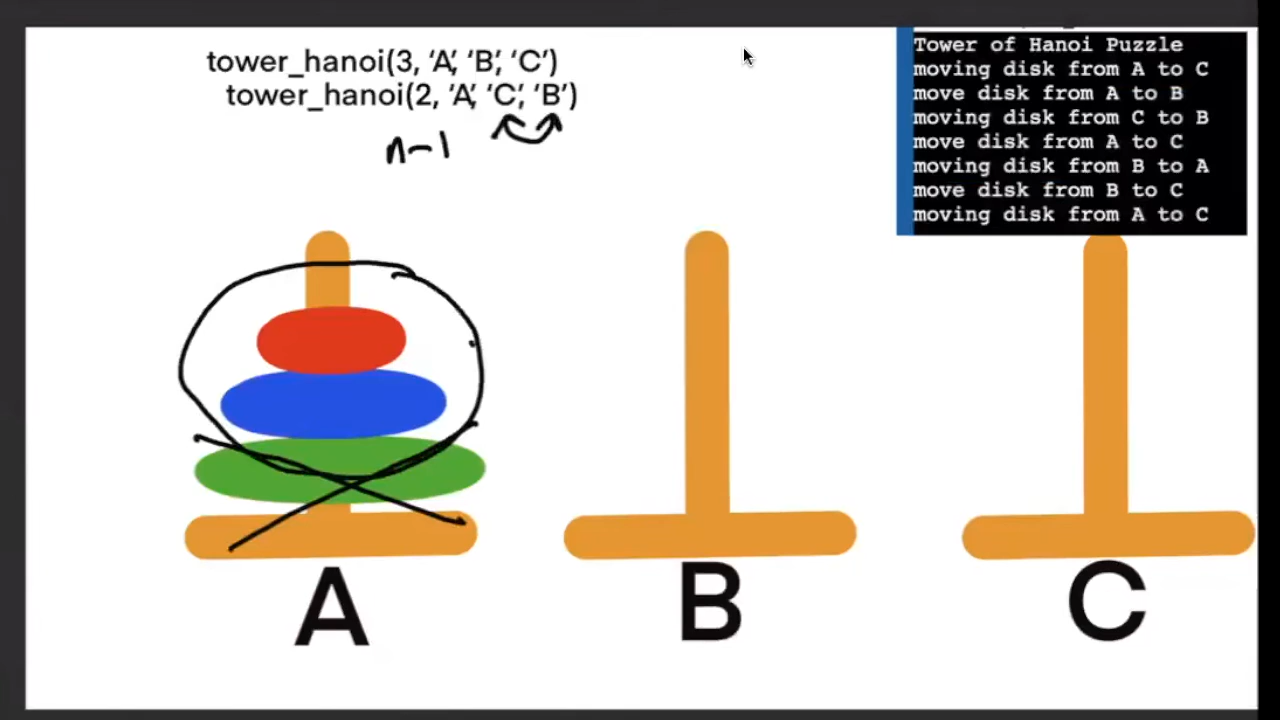 tower_hanoi(3, ‘A’, ‘B’, ‘C’)
tower_hanoi(2, ‘A’, ‘C’, ‘B’)
n-1
Tower of Hanoi Puzzle
moving disk from A to C
move disk from A to B
moving disk from C to B
move disk from A to C
moving disk from B to A
move disk from B to C
moving disk from A to C
A
B
C